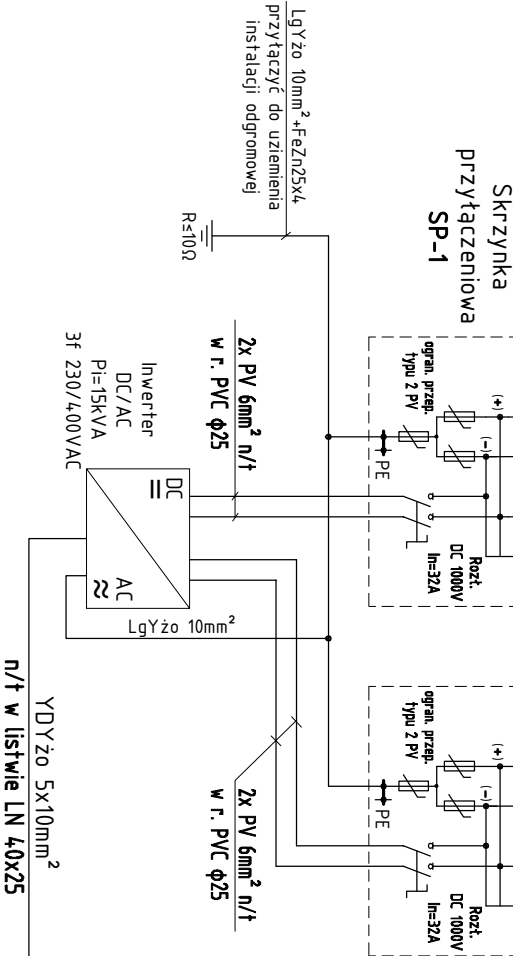 Skrzynka
przyłączeniowa
SP-1
LgYżo 10mm²+FeZn25x4
przyłączyć do uziemienia
instalacji odgromowej
R≤10Ω
ogran. przep.
typu 2 PV
(+)
(-)
PE
Rozł.
DC 1000V
In=32A
2x PV 6mm² n/t
w r. PVC ϕ25
Inwerter
DC/AC
Pi=15kVA
3f 230/400VAC
DC
=
AC
≈
LgYżo 10mm²
ogran. przep.
typu 2 PV
(+)
(-)
PE
Rozł.
DC 1000V
In=32A
2x PV 6mm² n/t
w r. PVC ϕ25
YDYżo 5x10mm²
n/t w listwie LN 40x25